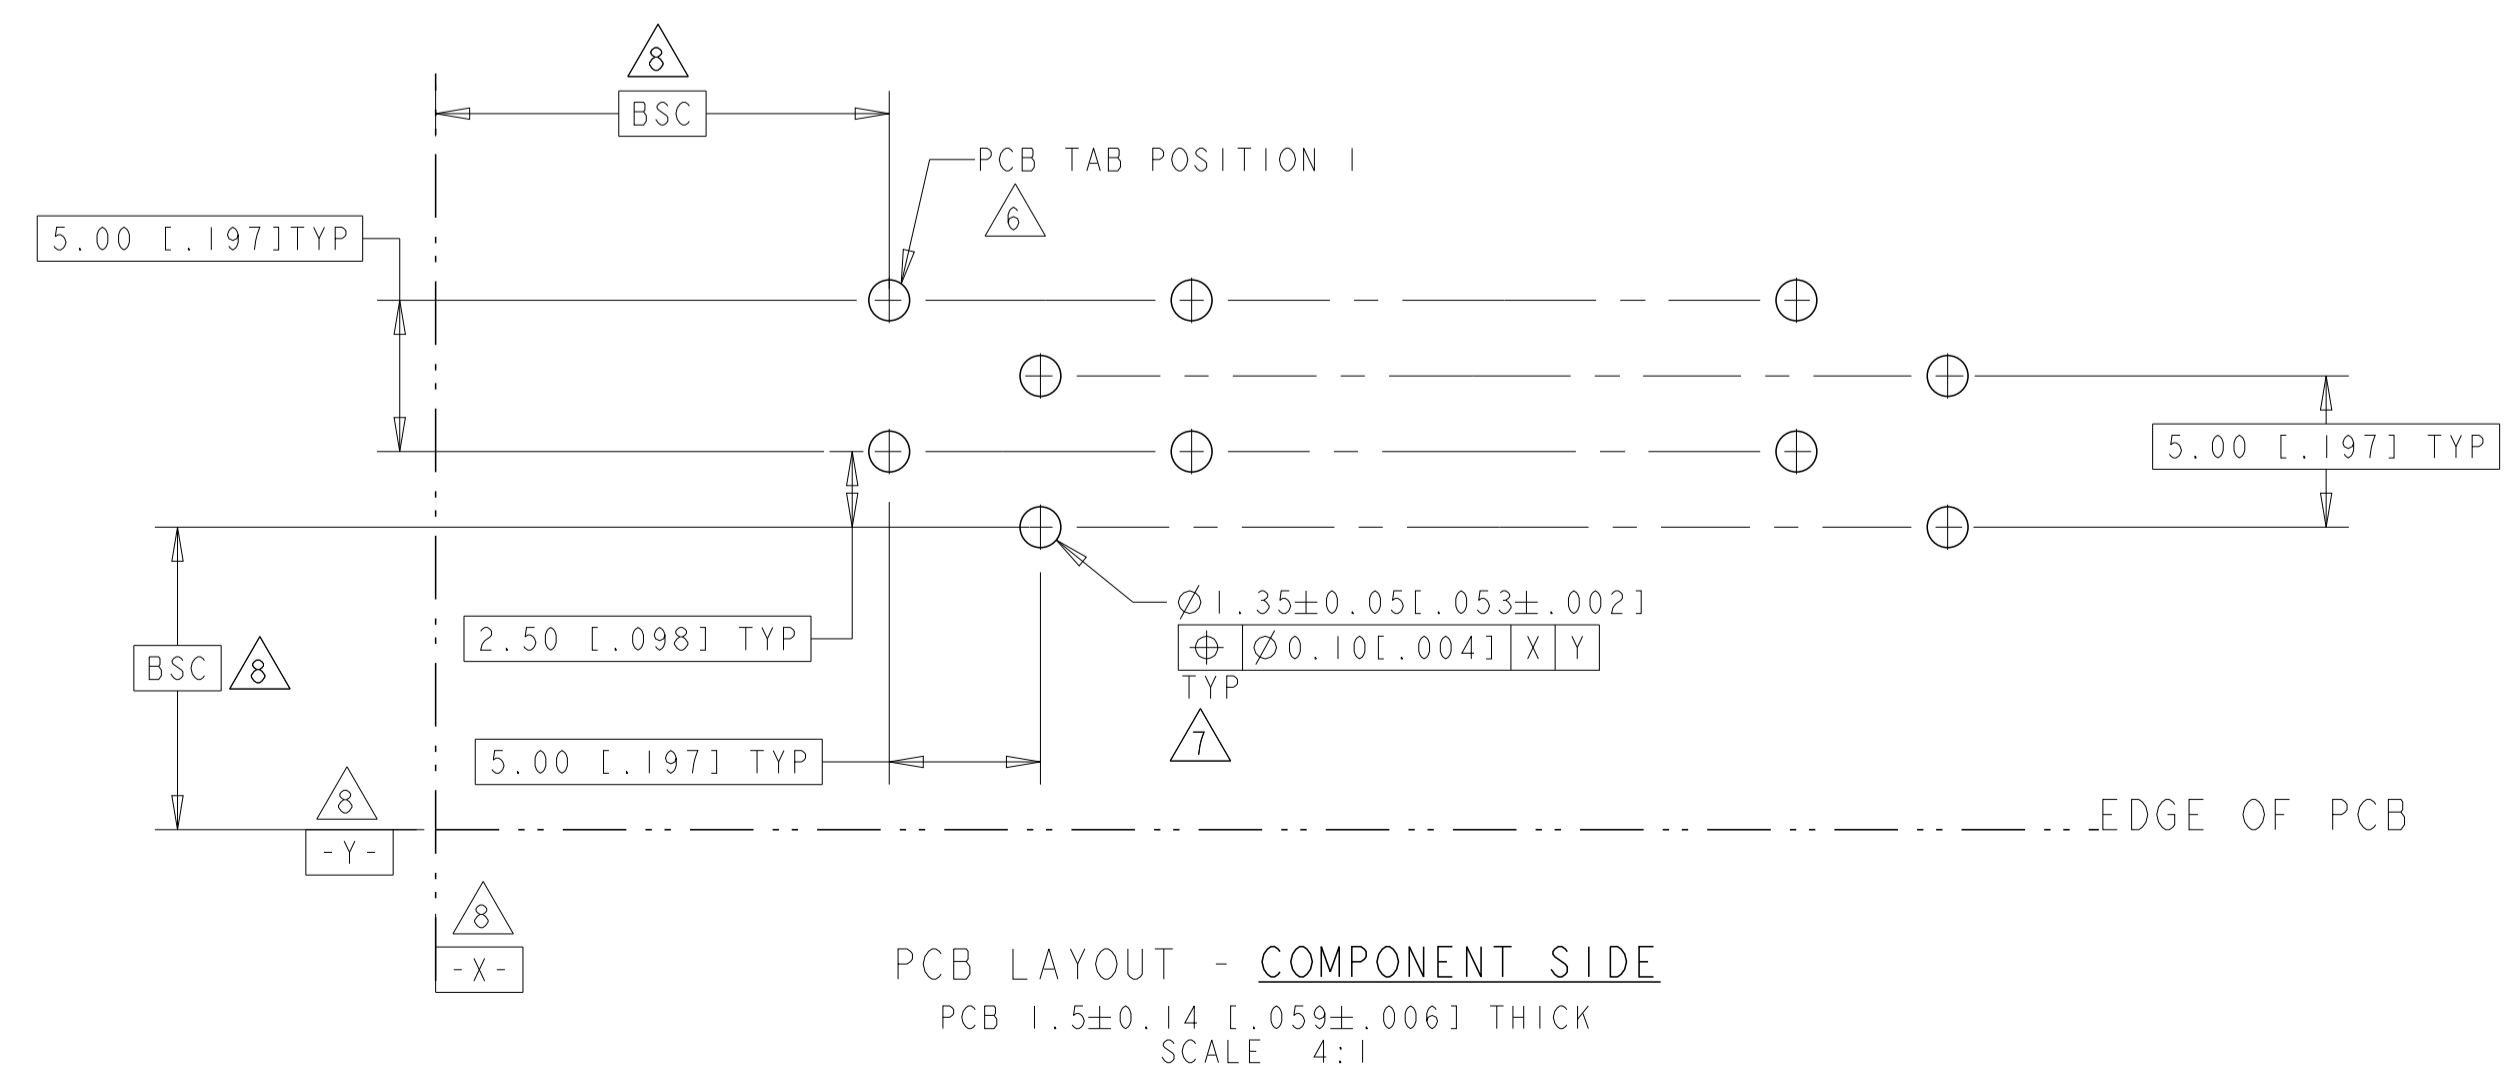 8
BSC
PCB TAB POSITION 1
6
5.00 [.197]TYP
5.00 [.197] TYP
Ø1.35±0.05[.053±.002]
⌖ Ø0.10[.004] X Y
TYP
7
2.50 [.098] TYP
BSC 8
5.00 [.197] TYP
8
-Y-
EDGE OF PCB
8
-X-
PCB LAYOUT - COMPONENT SIDE
PCB 1.5±0.14 [.059±.006] THICK
SCALE 4:1